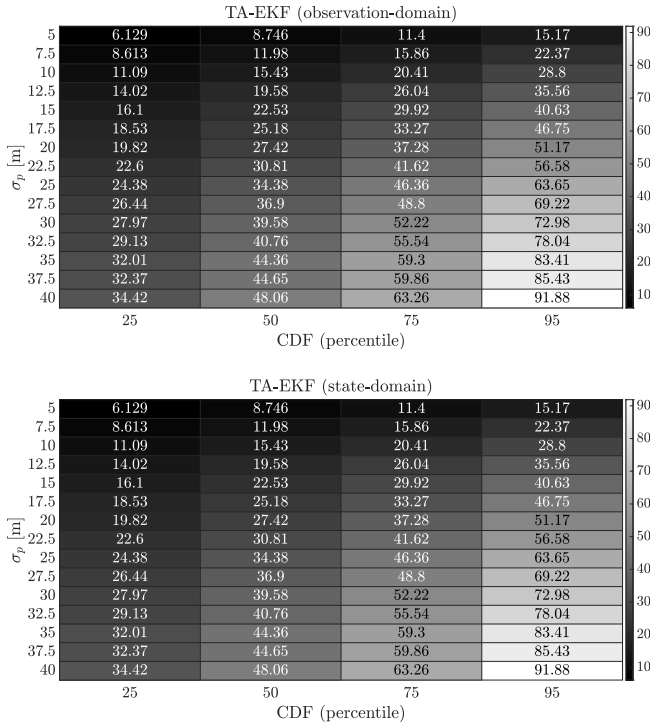 TA-EKF (observation-domain)
5 6.129 8.746 11.4 15.17 90
7.5 8.613 11.98 15.86 22.37
10 11.09 15.43 20.41 28.8 80
12.5 14.02 19.58 26.04 35.56
15 16.1 22.53 29.92 40.63 70
17.5 18.53 25.18 33.27 46.75 60
20 19.82 27.42 37.28 51.17
22.5 22.6 30.81 41.62 56.58 50
25 24.38 34.38 46.36 63.65
27.5 26.44 36.9 48.8 69.22 40
30 27.97 39.58 52.22 72.98
32.5 29.13 40.76 55.54 78.04 30
35 32.01 44.36 59.3 83.41 20
37.5 32.37 44.65 59.86 85.43
40 34.42 48.06 63.26 91.88 10
σp [m]
25 50 75 95
CDF (percentile)
TA-EKF (state-domain)
5 6.129 8.746 11.4 15.17 90
7.5 8.613 11.98 15.86 22.37
10 11.09 15.43 20.41 28.8 80
12.5 14.02 19.58 26.04 35.56
15 16.1 22.53 29.92 40.63 70
17.5 18.53 25.18 33.27 46.75 60
20 19.82 27.42 37.28 51.17
22.5 22.6 30.81 41.62 56.58 50
25 24.38 34.38 46.36 63.65
27.5 26.44 36.9 48.8 69.22 40
30 27.97 39.58 52.22 72.98
32.5 29.13 40.76 55.54 78.04 30
35 32.01 44.36 59.3 83.41 20
37.5 32.37 44.65 59.86 85.43
40 34.42 48.06 63.26 91.88 10
σp [m]
25 50 75 95
CDF (percentile)